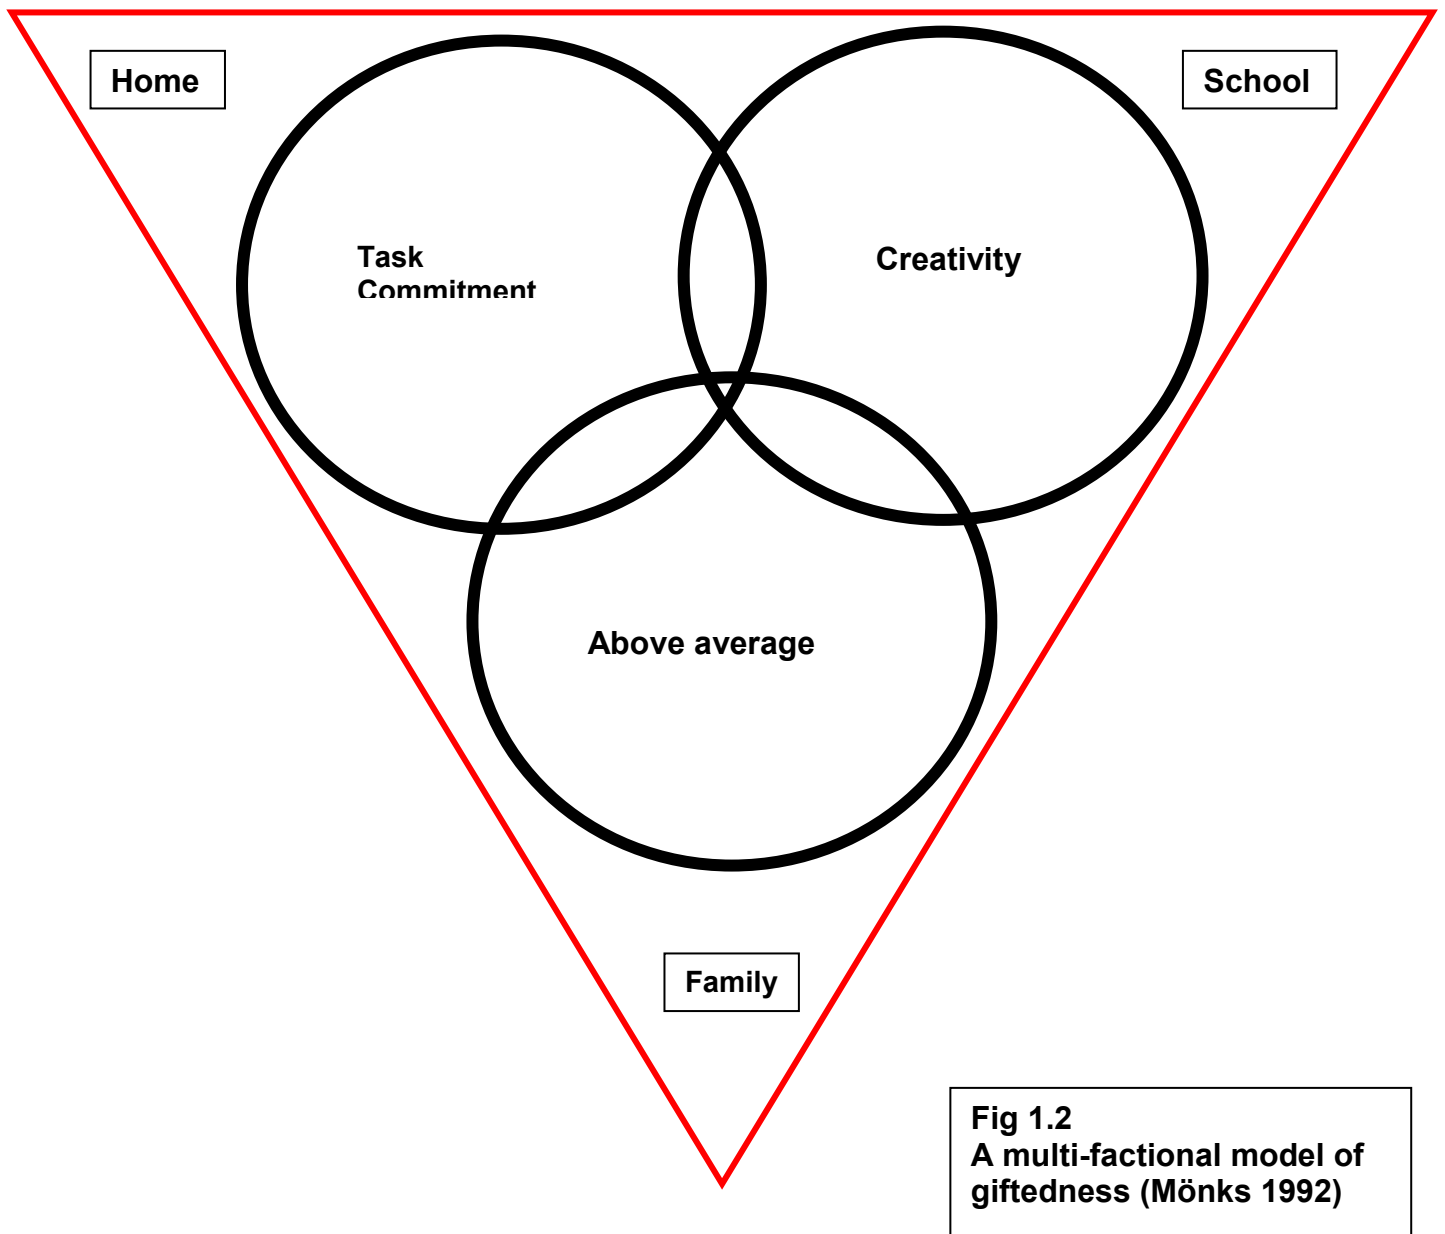 Home
School
Task
Commitment
Creativity
Above average
Family
Fig 1.2
A multi-factional model of
giftedness (Mönks 1992)